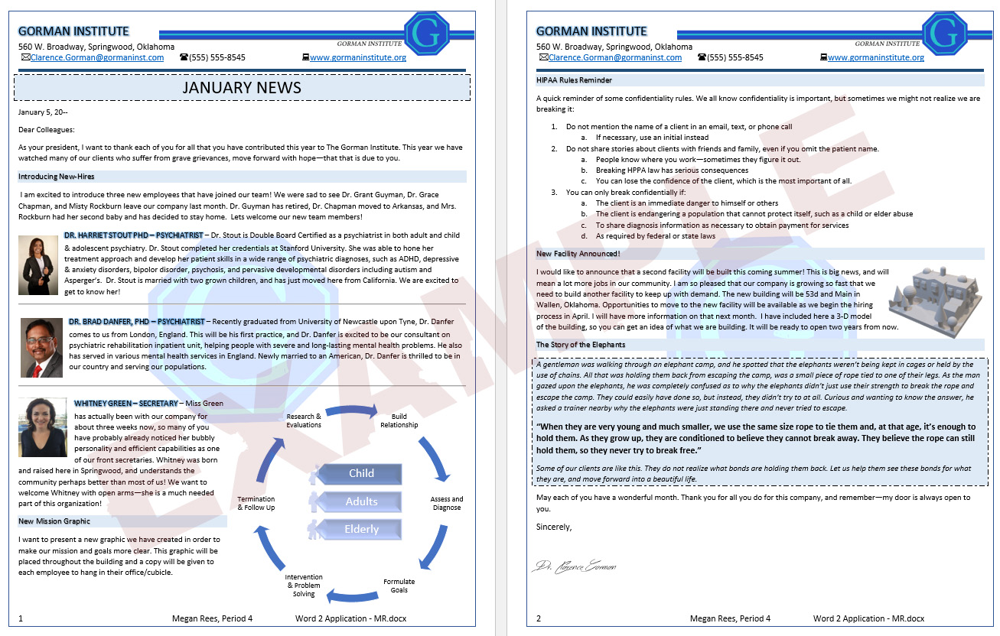 GORMAN INSTITUTE
G
GORMAN INSTITUTE
560 W. Broadway, Springwood, Oklahoma
Clarence.Gorman@gormaninst.com (555) 555-8545 www.gormaninstitute.org
JANUARY NEWS
January 5, 20--
Dear Colleagues:
As your president, I want to thank each of you for all that you have contributed this year to The Gorman Institute. This year we have
watched many of our clients who suffer from grave grievances, move forward with hope—that that is due to you.
Introducing New-Hires
I am excited to introduce three new employees that have joined our team! We were sad to see Dr. Grant Guyman, Dr. Grace
Chapman, and Misty Rockburn leave our company last month. Dr. Guyman has retired, Dr. Chapman moved to Arkansas, and Mrs.
Rockburn had her second baby and has decided to stay home. Lets welcome our new team members!
DR. HARRIET STOUT PHD – PSYCHIATRIST – Dr. Stout is Double Board Certified as a psychiatrist in both adult and child
& adolescent psychiatry. Dr. Stout completed her credentials at Stanford University. She was able to hone her
treatment approach and develop her patient skills in a wide range of psychiatric diagnoses, such as ADHD, depressive
& anxiety disorders, bipolar disorder, psychosis, and pervasive developmental disorders including autism and
Asperger's. Dr. Stout is married with two grown children, and has just moved here from California. We are excited to
get to know her!
DR. BRAD DANFER, PHD – PSYCHIATRIST – Recently graduated from University of Newcastle upon Tyne, Dr. Danfer
comes to us from London, England. This will be his first practice, and Dr. Danfer is excited to be our consultant on
psychiatric rehabilitation inpatient unit, helping people with severe and long-lasting mental health problems. He also
has served in various mental health services in England. Newly married to an American, Dr. Danfer is thrilled to be in
our country and serving our populations.
WHITNEY GREEN – SECRETARY – Miss Green
has actually been with our company for
about three weeks now, so many of you
have probably already noticed her bubbly
personality and efficient capabilities as one
of our front secretaries. Whitney was born
and raised here in Springwood, and understands the
community perhaps better than most of us! We want to
welcome Whitney with open arms—she is a much needed
part of this organization!
New Mission Graphic
I want to present a new graphic we have created in order to
make our mission and goals more clear. This graphic will be
placed throughout the building and a copy will be given to
each employee to hang in their office/cubicle.
Research &
Evaluations
Build
Relationship
Assess and
Diagnose
Formulate
Goals
Intervention
& Problem
Solving
Termination
& Follow Up
Child
Adults
Elderly
1 Megan Rees, Period 4 Word 2 Application - MR.docx
EXAMPLE
GORMAN INSTITUTE
G
GORMAN INSTITUTE
560 W. Broadway, Springwood, Oklahoma
Clarence.Gorman@gormaninst.com (555) 555-8545 www.gormaninstitute.org
HIPAA Rules Reminder
A quick reminder of some confidentiality rules. We all know confidentiality is important, but sometimes we might not realize we are
breaking it:
1. Do not mention the name of a client in an email, text, or phone call
a. If necessary, use an initial instead
2. Do not share stories about clients with friends and family, even if you omit the patient name.
a. People know where you work—sometimes they figure it out.
b. Breaking HPPA law has serious consequences
c. You can lose the confidence of the client, which is the most important of all.
3. You can only break confidentially if:
a. The client is an immediate danger to himself or others
b. The client is endangering a population that cannot protect itself, such as a child or elder abuse
c. To share diagnosis information as necessary to obtain payment for services
d. As required by federal or state laws
New Facility Announced!
I would like to announce that a second facility will be built this coming summer! This is big news, and will
mean a lot more jobs in our community. I am so pleased that our company is growing so fast that we
need to build another facility to keep up with demand. The new building will be 53d and Main in
Wallen, Oklahoma. Opportunities to move to the new facility will be available as we begin the hiring
process in April. I will have more information on that next month. I have included here a 3-D model
of the building, so you can get an idea of what we are building. It will be ready to open two years from now.
The Story of the Elephants
A gentleman was walking through an elephant camp, and he spotted that the elephants weren't being kept in cages or held by the
use of chains. All that was holding them back from escaping the camp, was a small piece of rope tied to one of their legs. As the man
gazed upon the elephants, he was completely confused as to why the elephants didn't just use their strength to break the rope and
escape the camp. They could easily have done so, but instead, they didn't try to at all. Curious and wanting to know the answer, he
asked a trainer nearby why the elephants were just standing there and never tried to escape.
“When they are very young and much smaller, we use the same size rope to tie them and, at that age, it's enough to
hold them. As they grow up, they are conditioned to believe they cannot break away. They believe the rope can still
hold them, so they never try to break free.”
Some of our clients are like this. They do not realize what bonds are holding them back. Let us help them see these bonds for what
they are, and move forward into a beautiful life.
May each of you have a wonderful month. Thank you for all you do for this company, and remember—my door is always open to
you.
Sincerely,
Dr. Clarence Gorman
2 Megan Rees, Period 4 Word 2 Application - MR.docx